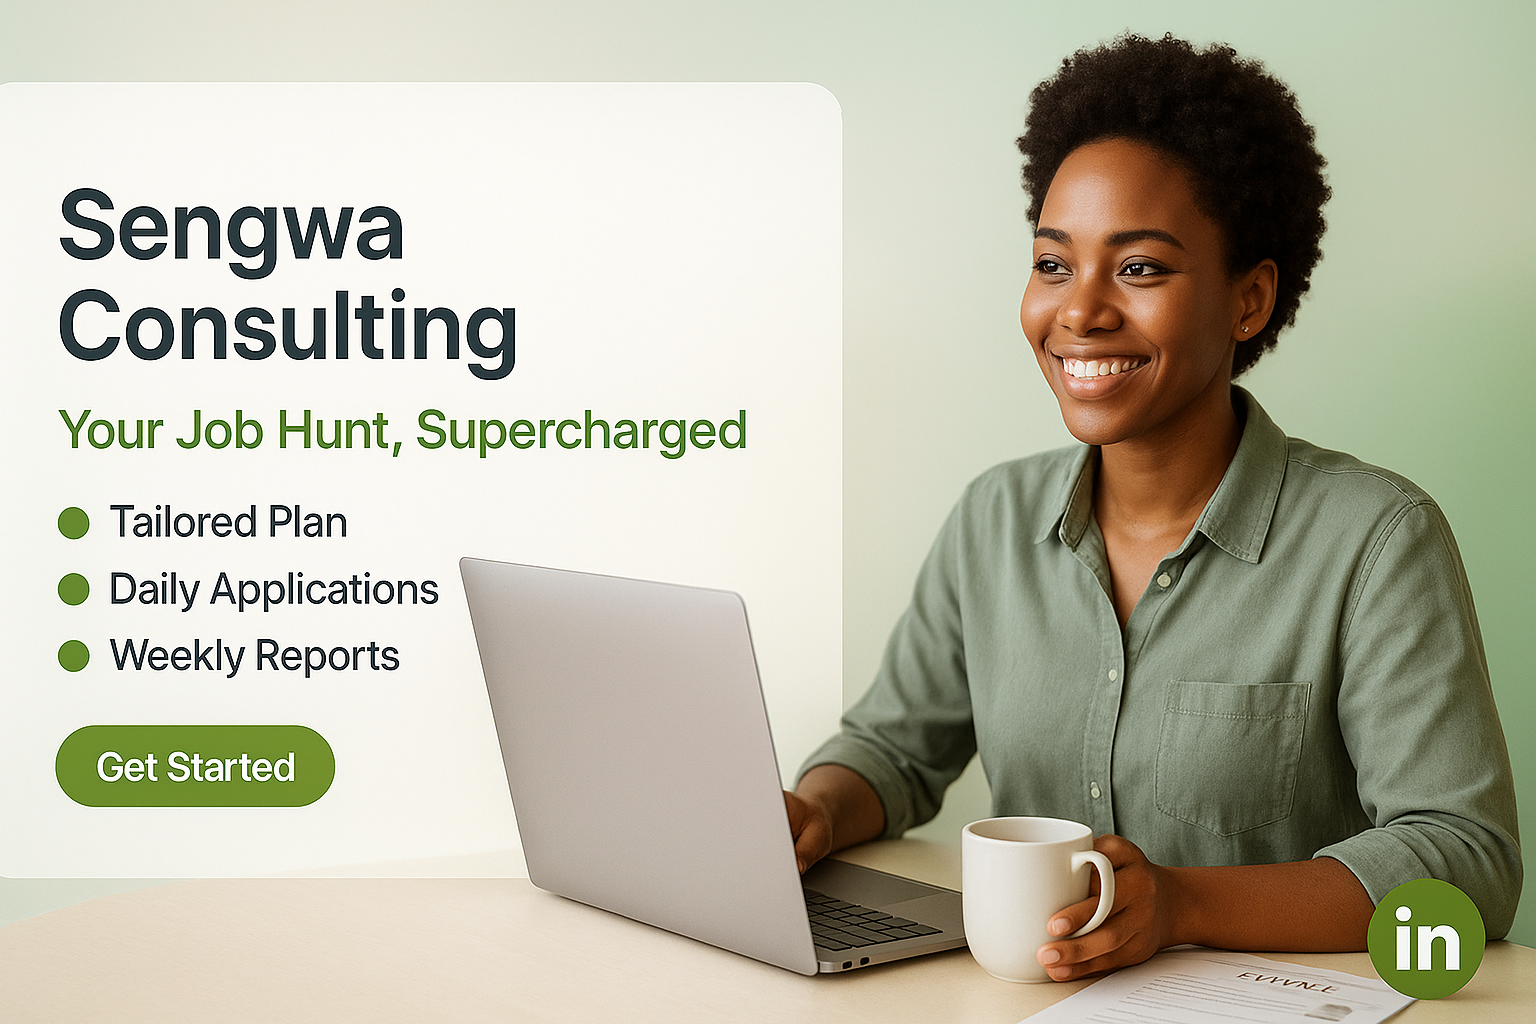 Sengwa
Consulting
Your Job Hunt, Supercharged
Tailored Plan
Daily Applications
Weekly Reports
Get Started
in